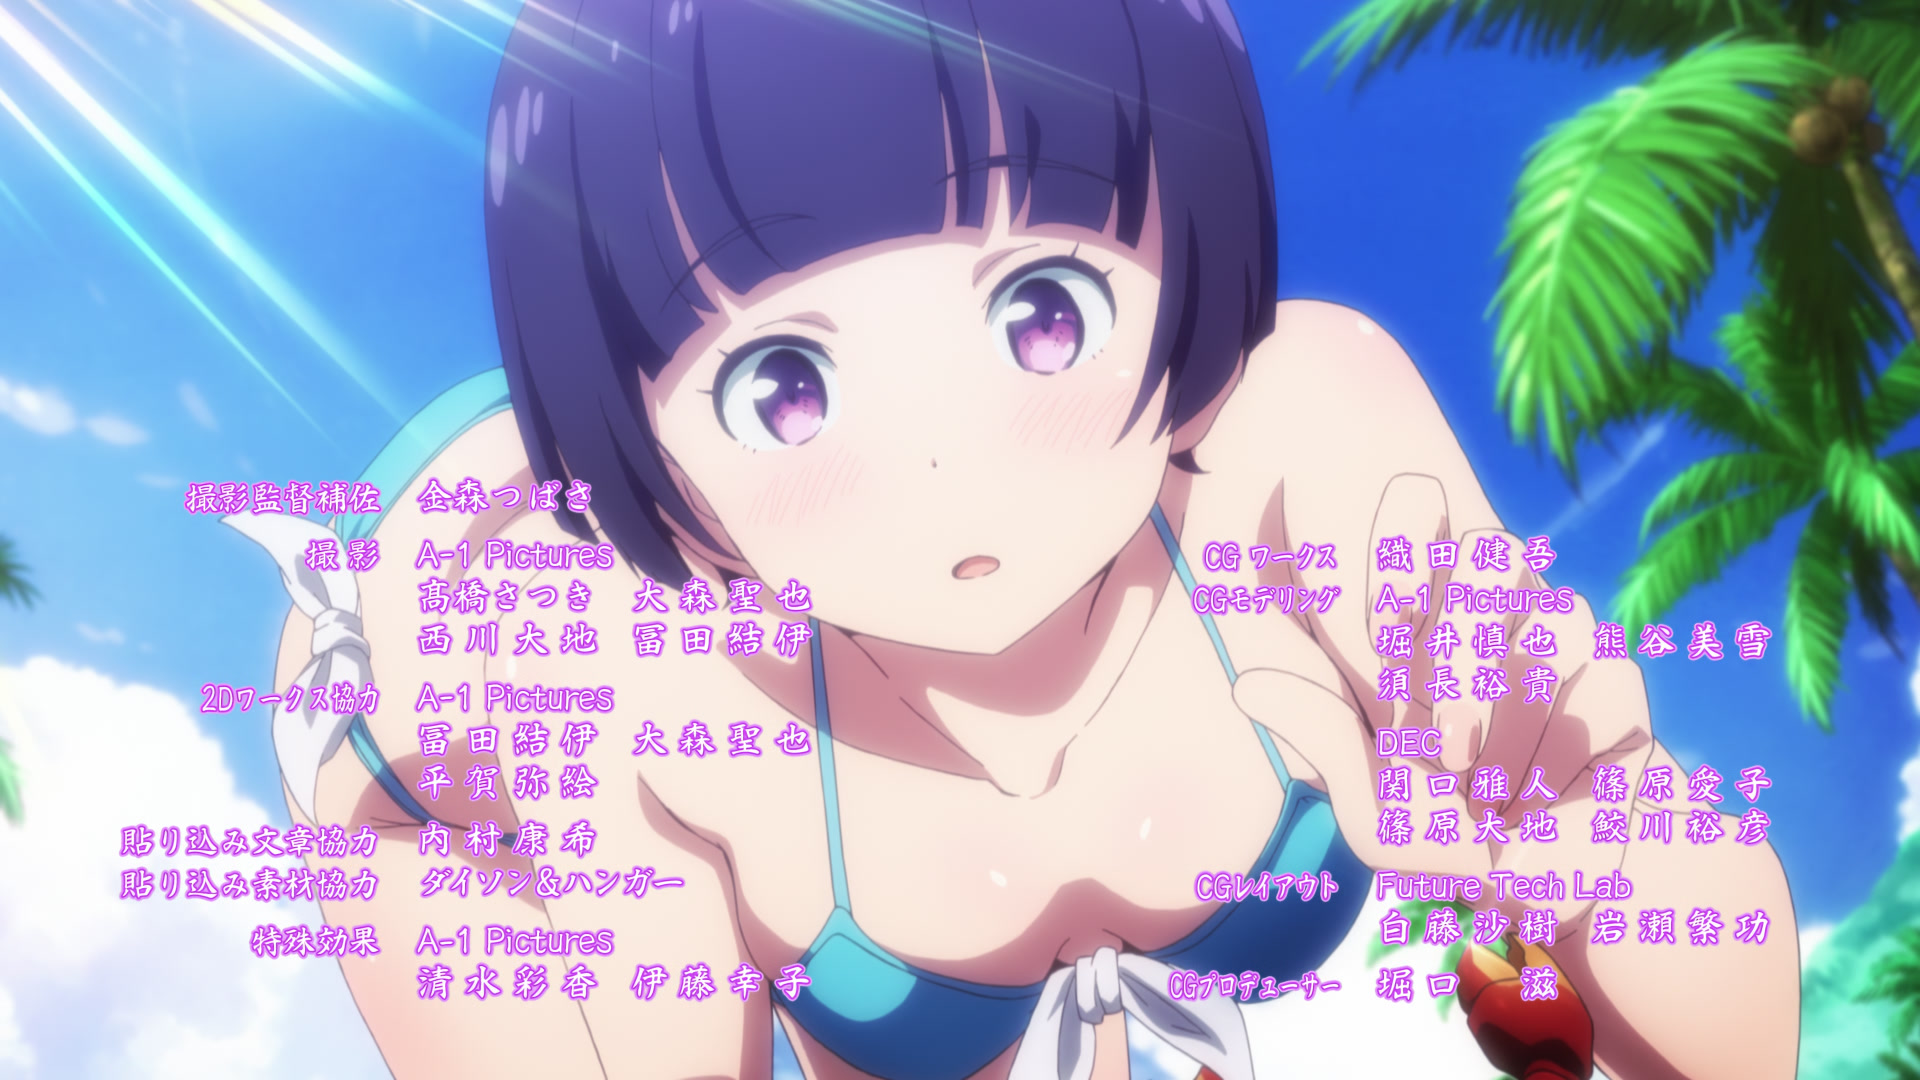 撮影監督補佐 金森つばさ
撮影 A-1 Pictures
髙橋さつき 大森聖也
西川大地 冨田結伊
2Dワークス協力 A-1 Pictures
冨田結伊 大森聖也
平賀弥絵
貼り込み文章協力 内村康希
貼り込み素材協力 ダイソン&ハンガー
特殊効果 A-1 Pictures
清水彩香 伊藤幸子
CG ワークス 織田健吾
CGモデリング A-1 Pictures
堀井慎也 熊谷美雪
須長裕貴
DEC
関口雅人 篠原愛子
篠原大地 鮫川裕彦
CGレイアウト Future Tech Lab
白藤沙樹 岩瀬繁功
CGプロデューサー 堀口 滋